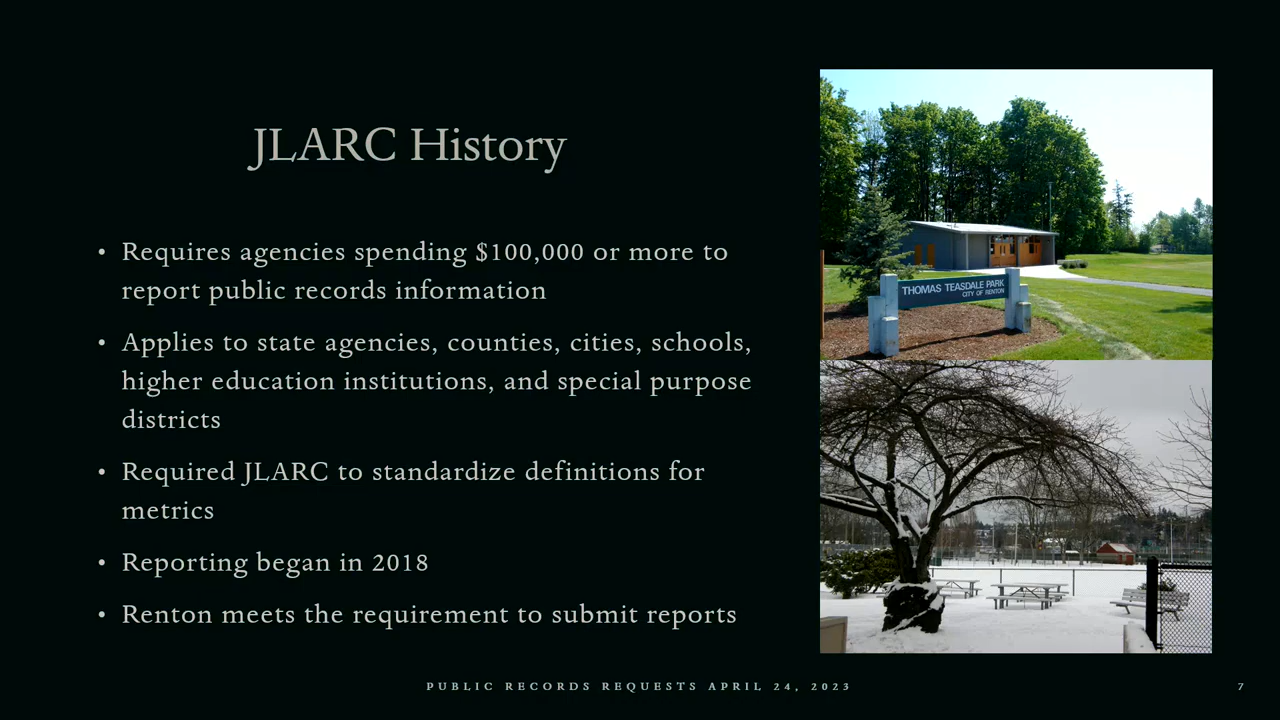 JLARC History
• Requires agencies spending $100,000 or more to
report public records information
• Applies to state agencies, counties, cities, schools,
higher education institutions, and special purpose
districts
• Required JLARC to standardize definitions for
metrics
• Reporting began in 2018
• Renton meets the requirement to submit reports
THOMAS TEASDALE PARK
CITY OF RENTON
PUBLIC RECORDS REQUESTS APRIL 24, 2023
7